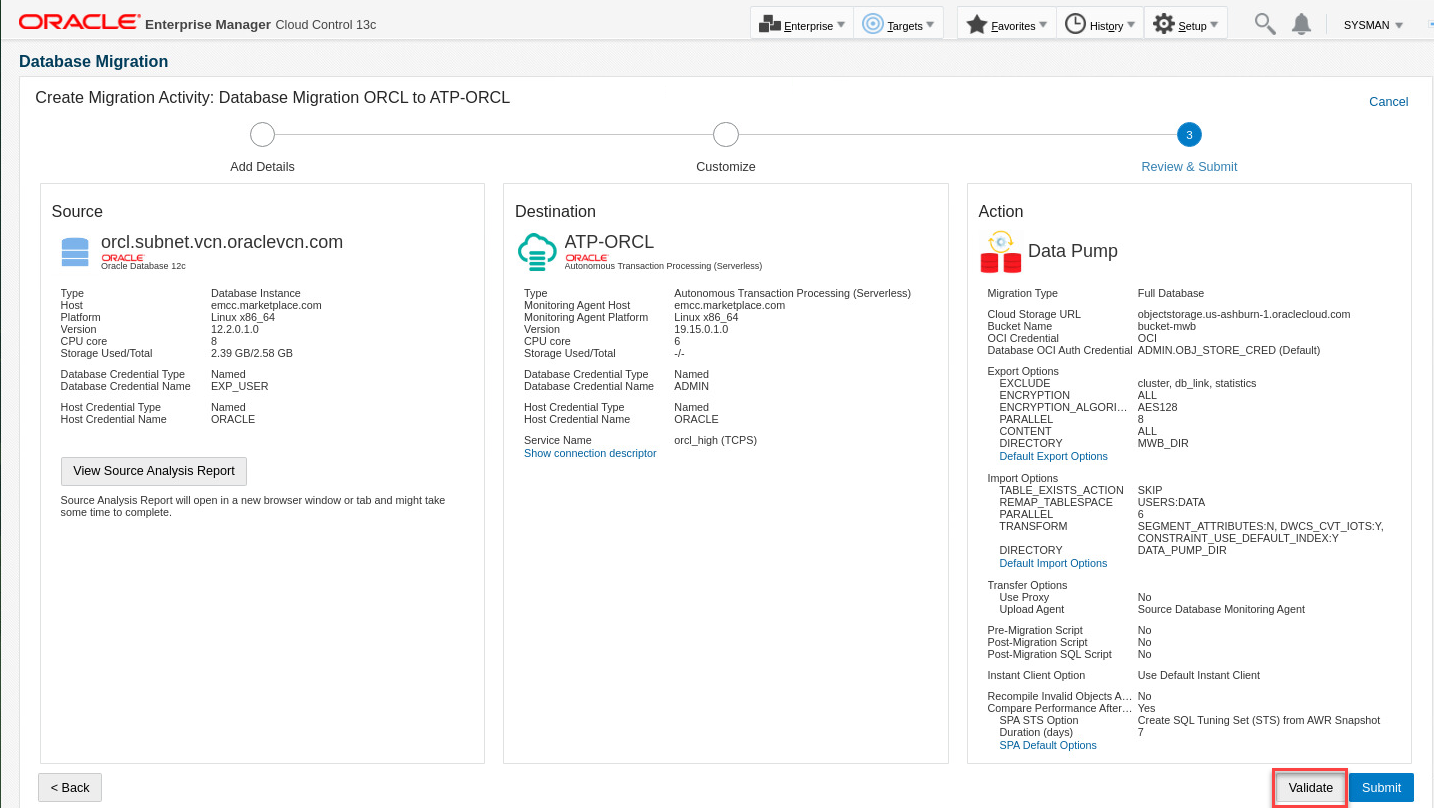 ORACLE Enterprise Manager Cloud Control 13c
Enterprise Targets Favorites History Setup SYSMAN
Database Migration
Create Migration Activity: Database Migration ORCL to ATP-ORCL
Cancel
3
Add Details Customize Review & Submit
Source
orcl.subnet.vcn.oraclevcn.com
ORACLE
Oracle Database 12c
Type Database Instance
Host emcc.marketplace.com
Platform Linux x86_64
Version 12.2.0.1.0
CPU core 8
Storage Used/Total 2.39 GB/2.58 GB
Database Credential Type Named
Database Credential Name EXP_USER
Host Credential Type Named
Host Credential Name ORACLE
View Source Analysis Report
Source Analysis Report will open in a new browser window or tab and might take
some time to complete.
Destination
ATP-ORCL
ORACLE
Autonomous Transaction Processing (Serverless)
Type Autonomous Transaction Processing (Serverless)
Monitoring Agent Host emcc.marketplace.com
Monitoring Agent Platform Linux x86_64
Version 19.15.0.1.0
CPU core 6
Storage Used/Total -/-
Database Credential Type Named
Database Credential Name ADMIN
Host Credential Type Named
Host Credential Name ORACLE
Service Name orcl_high (TCPS)
Show connection descriptor
Action
Data Pump
Migration Type Full Database
Cloud Storage URL objectstorage.us-ashburn-1.oraclecloud.com
Bucket Name bucket-mwb
OCI Credential OCI
Database OCI Auth Credential ADMIN.OBJ_STORE_CRED (Default)
Export Options
EXCLUDE cluster, db_link, statistics
ENCRYPTION ALL
ENCRYPTION_ALGORI... AES128
PARALLEL 8
CONTENT ALL
DIRECTORY MWB_DIR
Default Export Options
Import Options
TABLE_EXISTS_ACTION SKIP
REMAP_TABLESPACE USERS:DATA
PARALLEL 6
TRANSFORM SEGMENT_ATTRIBUTES:N, DWCS_CVT_IOTS:Y,
CONSTRAINT_USE_DEFAULT_INDEX:Y
DIRECTORY DATA_PUMP_DIR
Default Import Options
Transfer Options
Use Proxy No
Upload Agent Source Database Monitoring Agent
Pre-Migration Script No
Post-Migration Script No
Post-Migration SQL Script No
Instant Client Option Use Default Instant Client
Recompile Invalid Objects A... No
Compare Performance After... Yes
SPA STS Option Create SQL Tuning Set (STS) from AWR Snapshot
Duration (days) 7
SPA Default Options
< Back Validate Submit